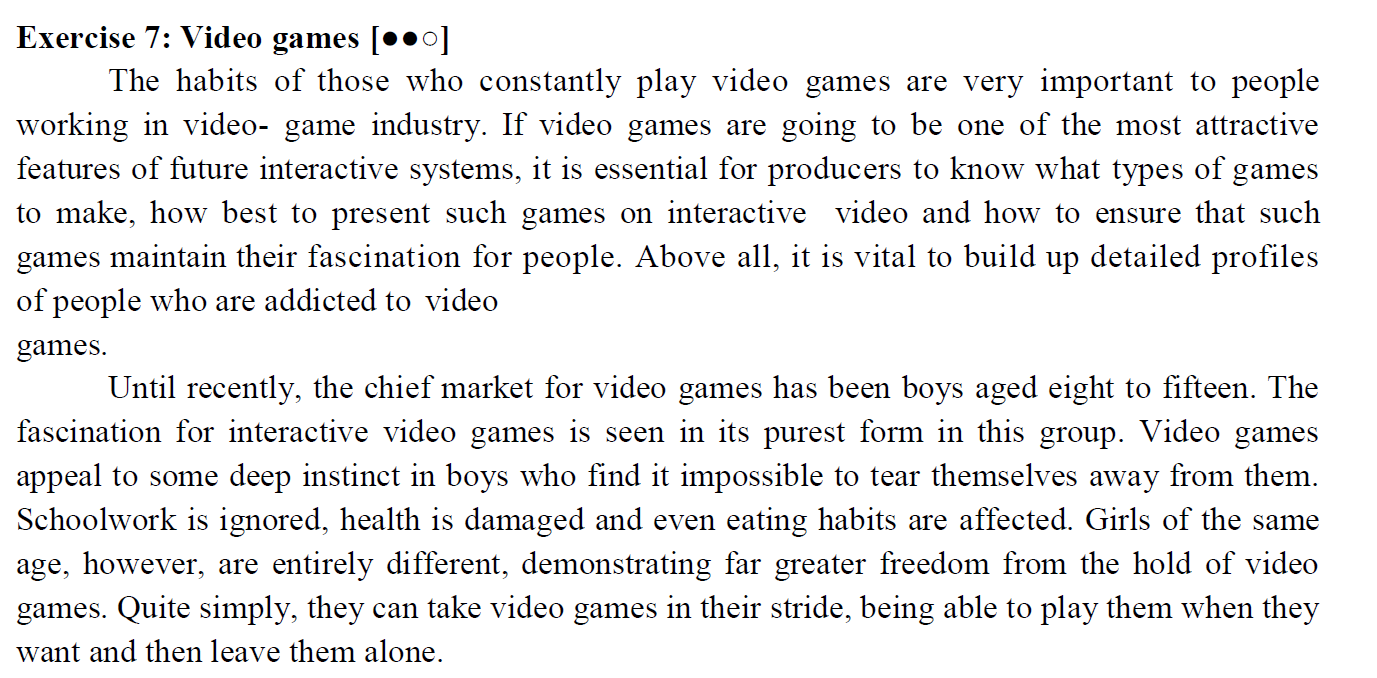 Exercise 7: Video games [●●○]
The habits of those who constantly play video games are very important to people
working in video- game industry. If video games are going to be one of the most attractive
features of future interactive systems, it is essential for producers to know what types of games
to make, how best to present such games on interactive video and how to ensure that such
games maintain their fascination for people. Above all, it is vital to build up detailed profiles
of people who are addicted to video
games.
Until recently, the chief market for video games has been boys aged eight to fifteen. The
fascination for interactive video games is seen in its purest form in this group. Video games
appeal to some deep instinct in boys who find it impossible to tear themselves away from them.
Schoolwork is ignored, health is damaged and even eating habits are affected. Girls of the same
age, however, are entirely different, demonstrating far greater freedom from the hold of video
games. Quite simply, they can take video games in their stride, being able to play them when they
want and then leave them alone.